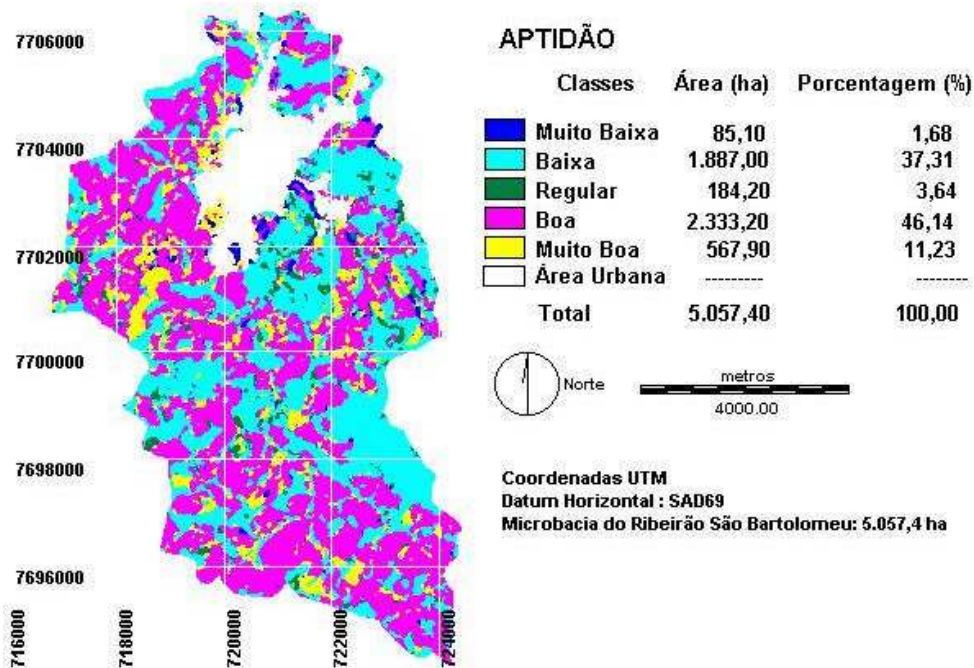 7706000
7704000
7702000
7700000
7698000
7696000
716000
718000
720000
722000
724000
APTIDÃO
Classes Área (ha) Porcentagem (%)
Muito Baixa 85,10 1,68
Baixa 1.887,00 37,31
Regular 184,20 3,64
Boa 2.333,20 46,14
Muito Boa 567,90 11,23
Área Urbana --------- -------
Total 5.057,40 100,00
Norte
metros
4000.00
Coordenadas UTM
Datum Horizontal : SAD69
Microbacia do Ribeirão São Bartolomeu: 5.057,4 ha